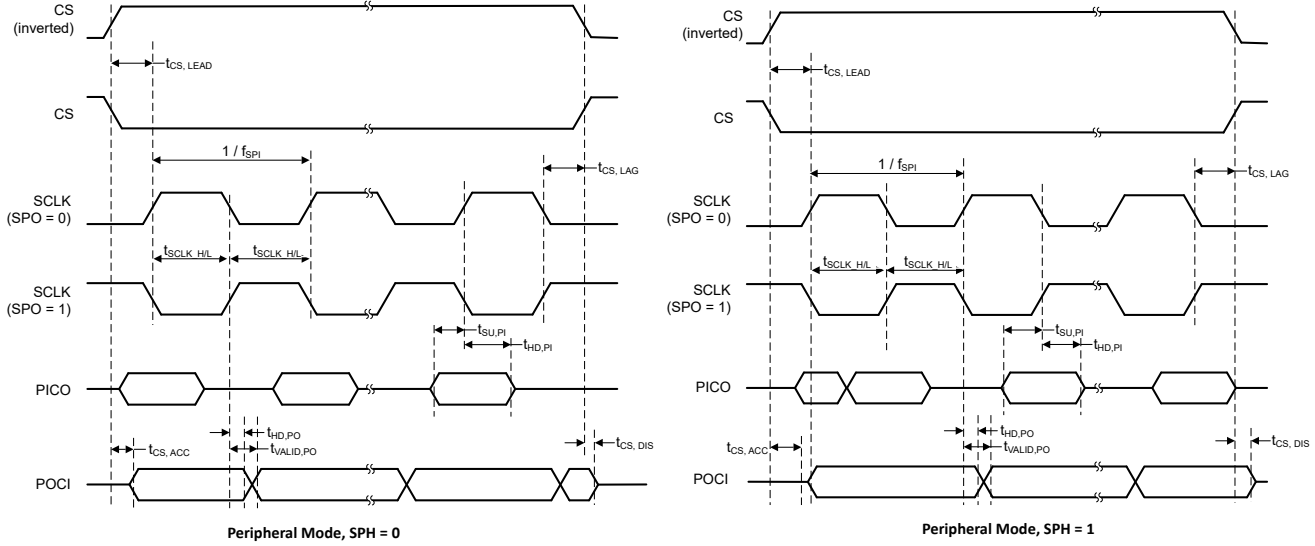 CS
(inverted)
tCS, LEAD
CS
1 / fSPI
tCS, LAG
SCLK
(SPO = 0)
tSCLK_H/L
tSCLK_H/L
SCLK
(SPO = 1)
tSU,PI
tHD,PI
PICO
tHD,PO
tCS, ACC
tVALID,PO
tCS, DIS
POCI
Peripheral Mode, SPH = 0
CS
(inverted)
tCS, LEAD
CS
1 / fSPI
tCS, LAG
SCLK
(SPO = 0)
tSCLK_H/L
tSCLK_H/L
SCLK
(SPO = 1)
tSU,PI
tHD,PI
PICO
tHD,PO
tCS, ACC
tVALID,PO
tCS, DIS
POCI
Peripheral Mode, SPH = 1